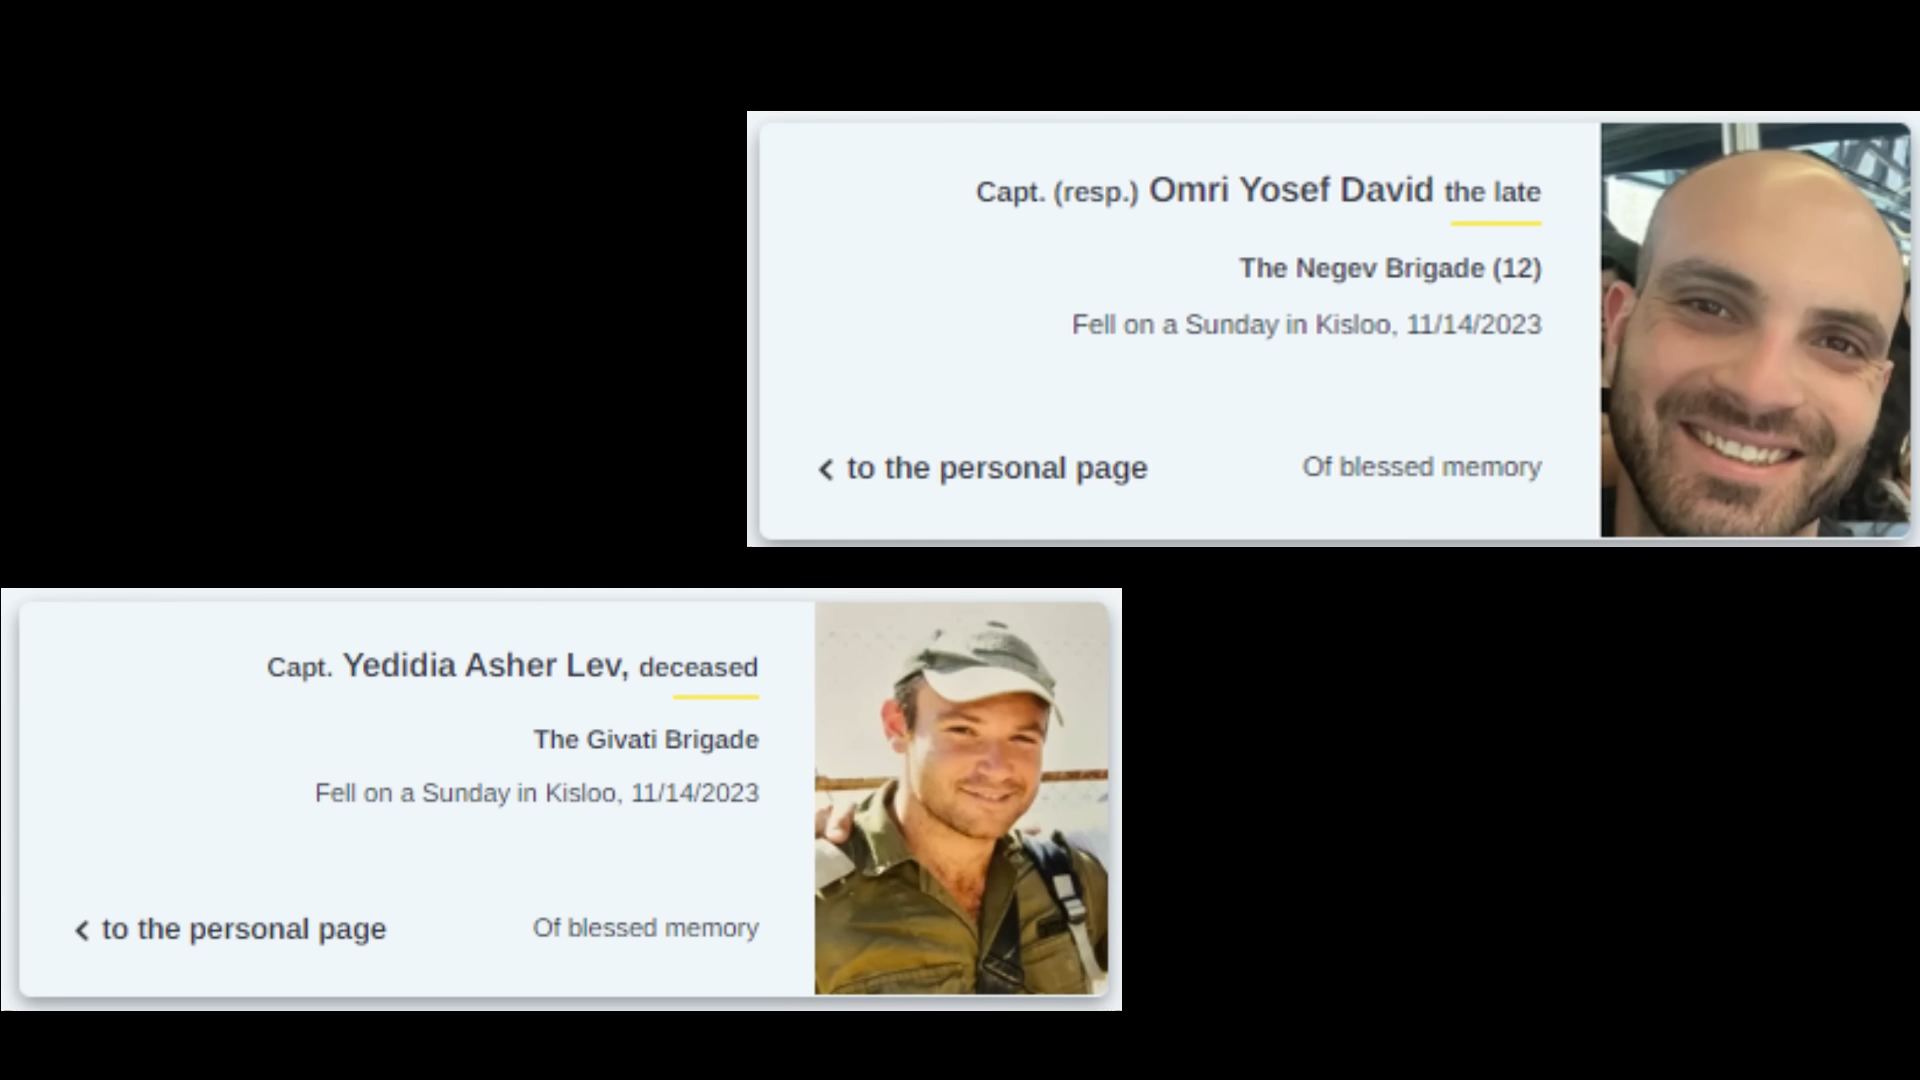 Capt. (resp.) Omri Yosef David the late
The Negev Brigade (12)
Fell on a Sunday in Kisloo, 11/14/2023
to the personal page
Of blessed memory
Capt. Yedidia Asher Lev, deceased
The Givati Brigade
Fell on a Sunday in Kisloo, 11/14/2023
to the personal page
Of blessed memory